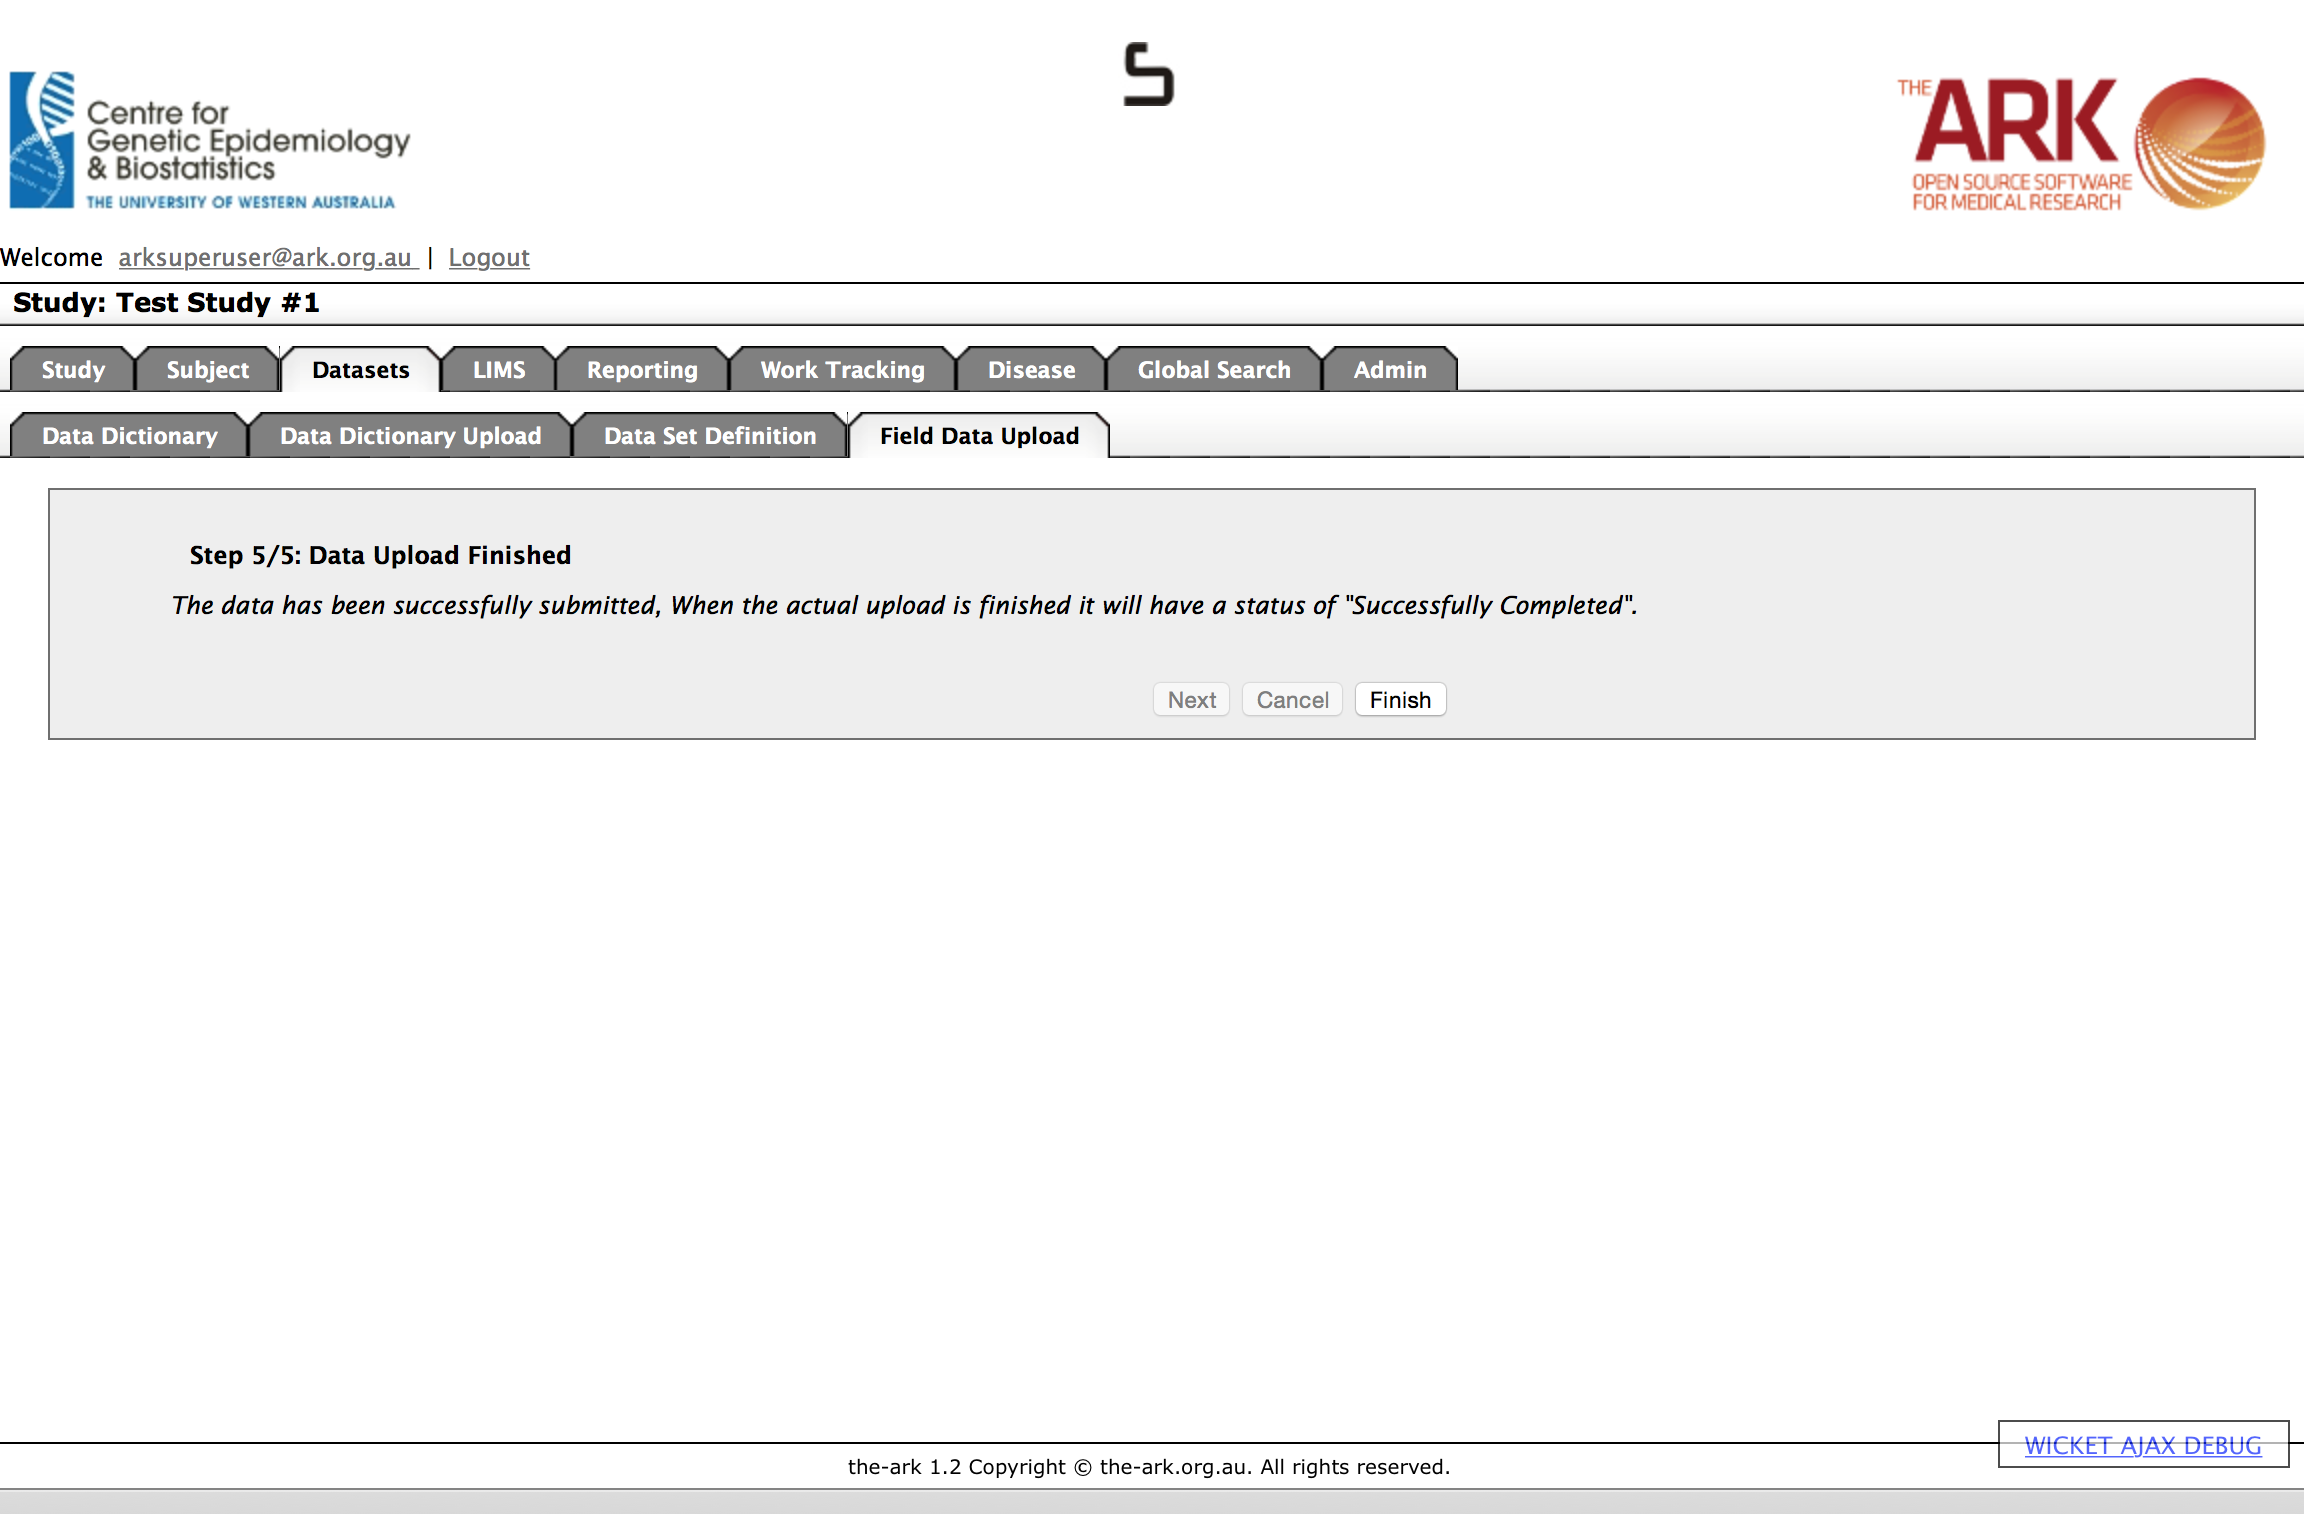 Centre for
Genetic Epidemiology
& Biostatistics
THE UNIVERSITY OF WESTERN AUSTRALIA
S
THE ARK
OPEN SOURCE SOFTWARE
FOR MEDICAL RESEARCH
Welcome arksuperuser@ark.org.au | Logout
Study: Test Study #1
Study Subject Datasets LIMS Reporting Work Tracking Disease Global Search Admin
Data Dictionary Data Dictionary Upload Data Set Definition Field Data Upload
Step 5/5: Data Upload Finished
The data has been successfully submitted, When the actual upload is finished it will have a status of "Successfully Completed".
Next Cancel Finish
WICKET AJAX DEBUG
the-ark 1.2 Copyright © the-ark.org.au. All rights reserved.